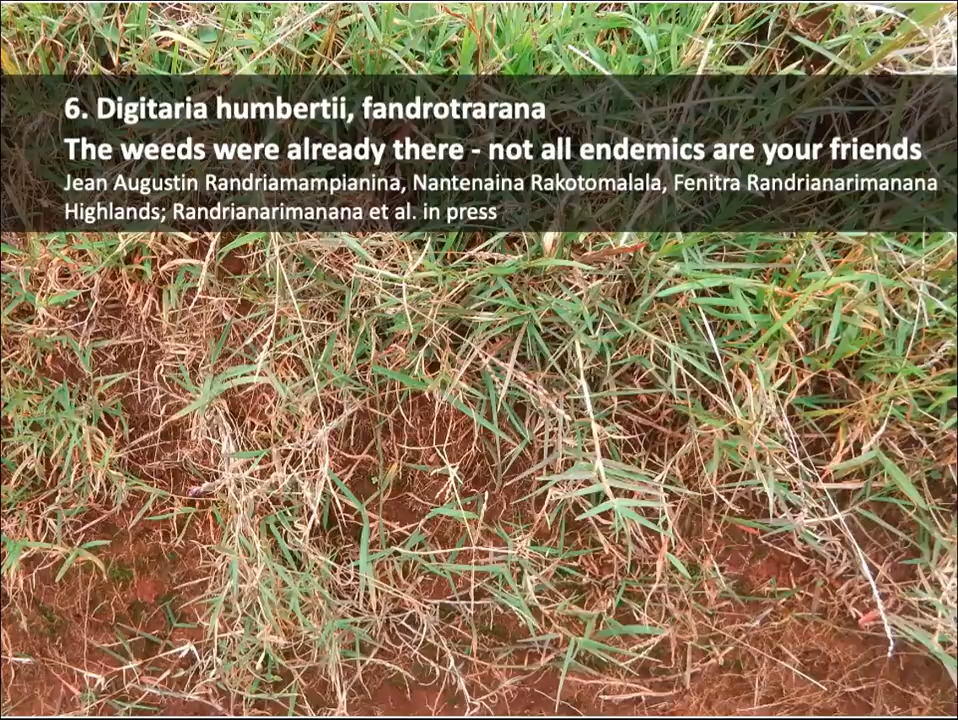 6. Digitaria humbertii, fandrotrarana
The weeds were already there - not all endemics are your friends
Jean Augustin Randriamampianina, Nantenaina Rakotomalala, Fenitra Randrianarimanana
Highlands; Randrianarimanana et al. in press